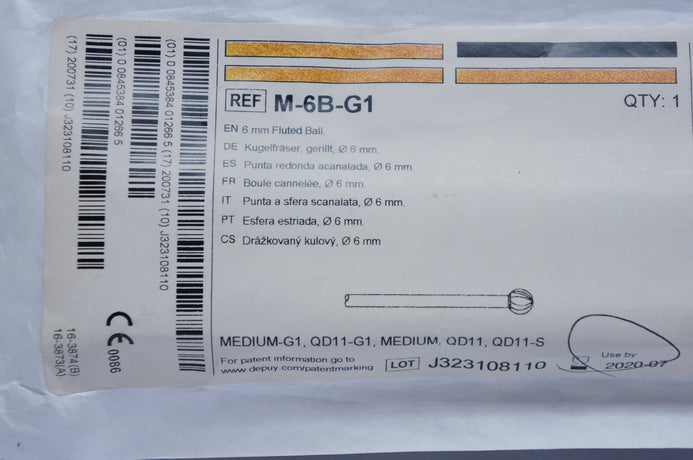 (17) 200731 (10) J323108110
(01) 0 0845384 01266 5
(01) 0 0845384 01266 5 (17) 200731 (10) J323108110
REF M-6B-G1
QTY: 1
EN 6 mm Fluted Ball.
DE Kugelfräser, gerillt, Ø 6 mm.
ES Punta redonda acanalada, Ø 6 mm.
FR Boule cannelée, Ø 6 mm.
IT Punta a sfera scanalata, Ø 6 mm.
PT Esfera estriada, Ø 6 mm.
CS Drážkovaný kulový, Ø 6 mm
MEDIUM-G1, QD11-G1, MEDIUM, QD11, QD11-S
For patent information go to
www.depuy.com/patentmarking
LOT J323108110
Use by
2020-07
CE 0086
16-3874(B)
16-3873(A)